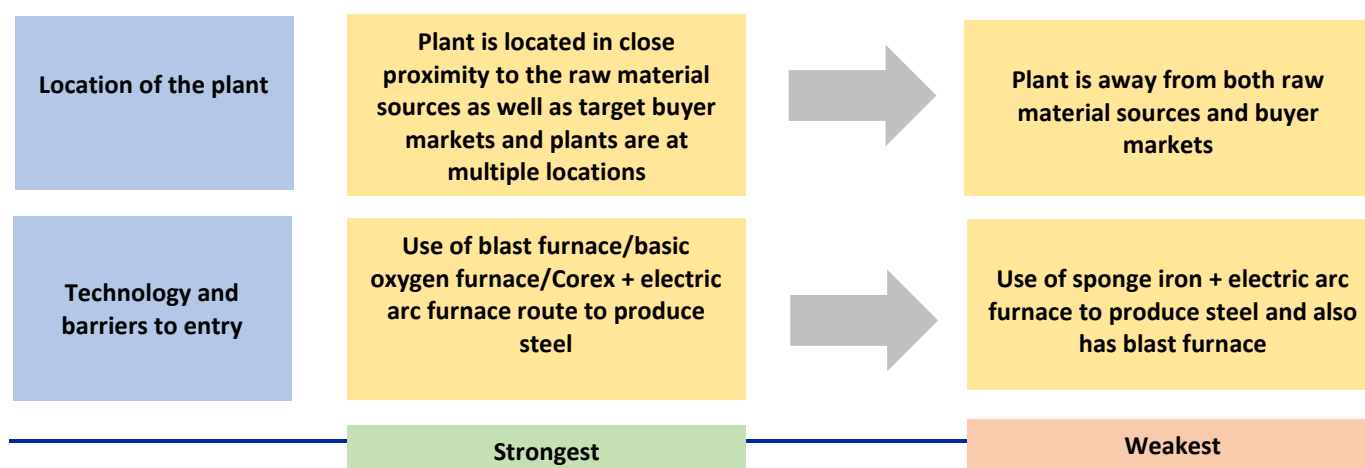 Location of the plant
Plant is located in close
proximity to the raw material
sources as well as target buyer
markets and plants are at
multiple locations
Plant is away from both raw
material sources and buyer
markets
Technology and
barriers to entry
Use of blast furnace/basic
oxygen furnace/Corex + electric
arc furnace route to produce
steel
Use of sponge iron + electric arc
furnace to produce steel and also
has blast furnace
Strongest
Weakest